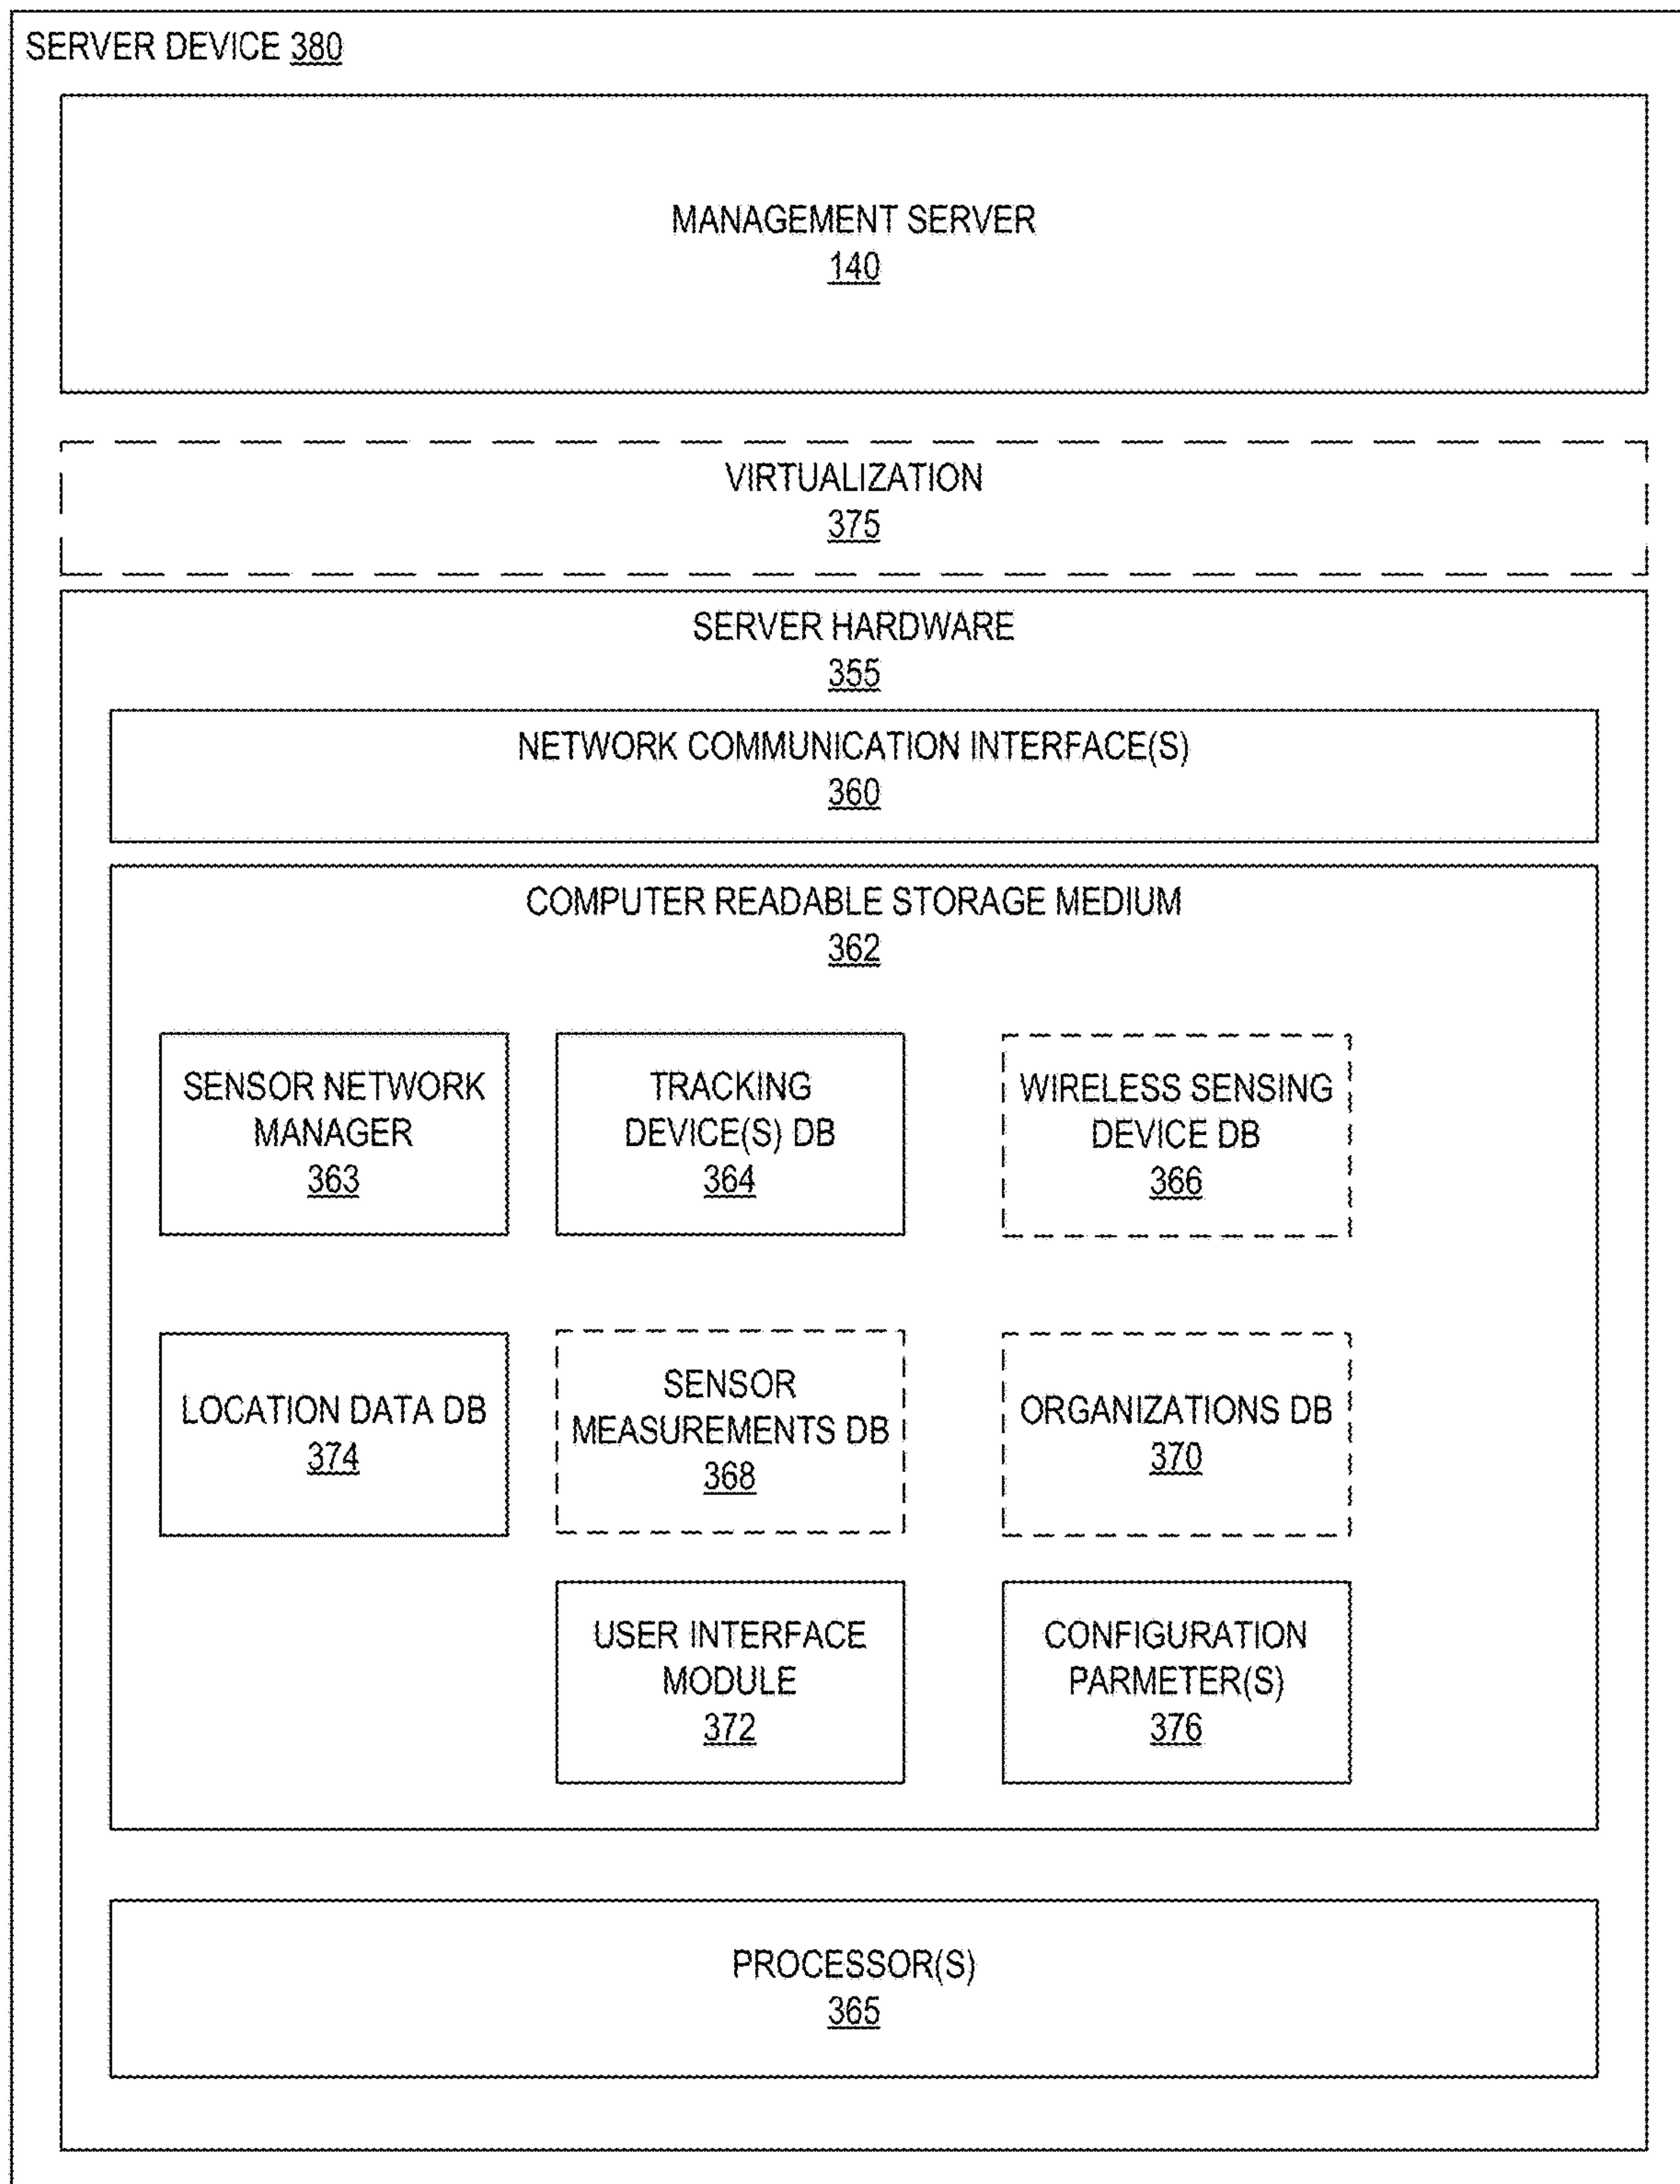 SERVER DEVICE 380
MANAGEMENT SERVER
140
VIRTUALIZATION
375
SERVER HARDWARE
355
NETWORK COMMUNICATION INTERFACE(S)
360
COMPUTER READABLE STORAGE MEDIUM
362
SENSOR NETWORK
MANAGER
363
TRACKING
DEVICE(S) DB
364
WIRELESS SENSING
DEVICE DB
366
LOCATION DATA DB
374
SENSOR
MEASUREMENTS DB
368
ORGANIZATIONS DB
370
USER INTERFACE
MODULE
372
CONFIGURATION
PARMETER(S)
376
PROCESSOR(S)
365